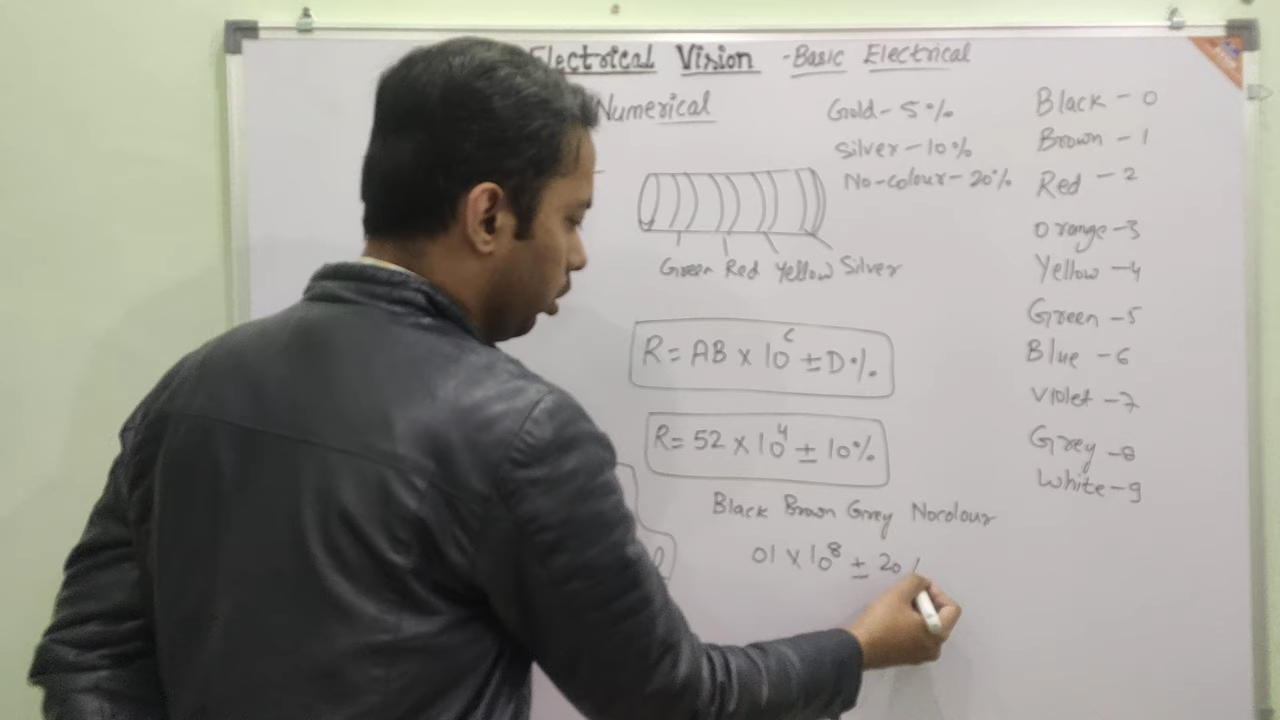 Electrical Vision - Basic Electrical
Numerical
Gold - 5%
Silver - 10%
No-colour - 20%
Green Red Yellow Silver
R = AB × 10^C ± D%.
R = 52 × 10^4 ± 10%
Black Brown Grey Nocolour
01 × 10^8 ± 20
Black - 0
Brown - 1
Red - 2
Orange - 3
Yellow - 4
Green - 5
Blue - 6
Violet - 7
Grey - 8
White - 9